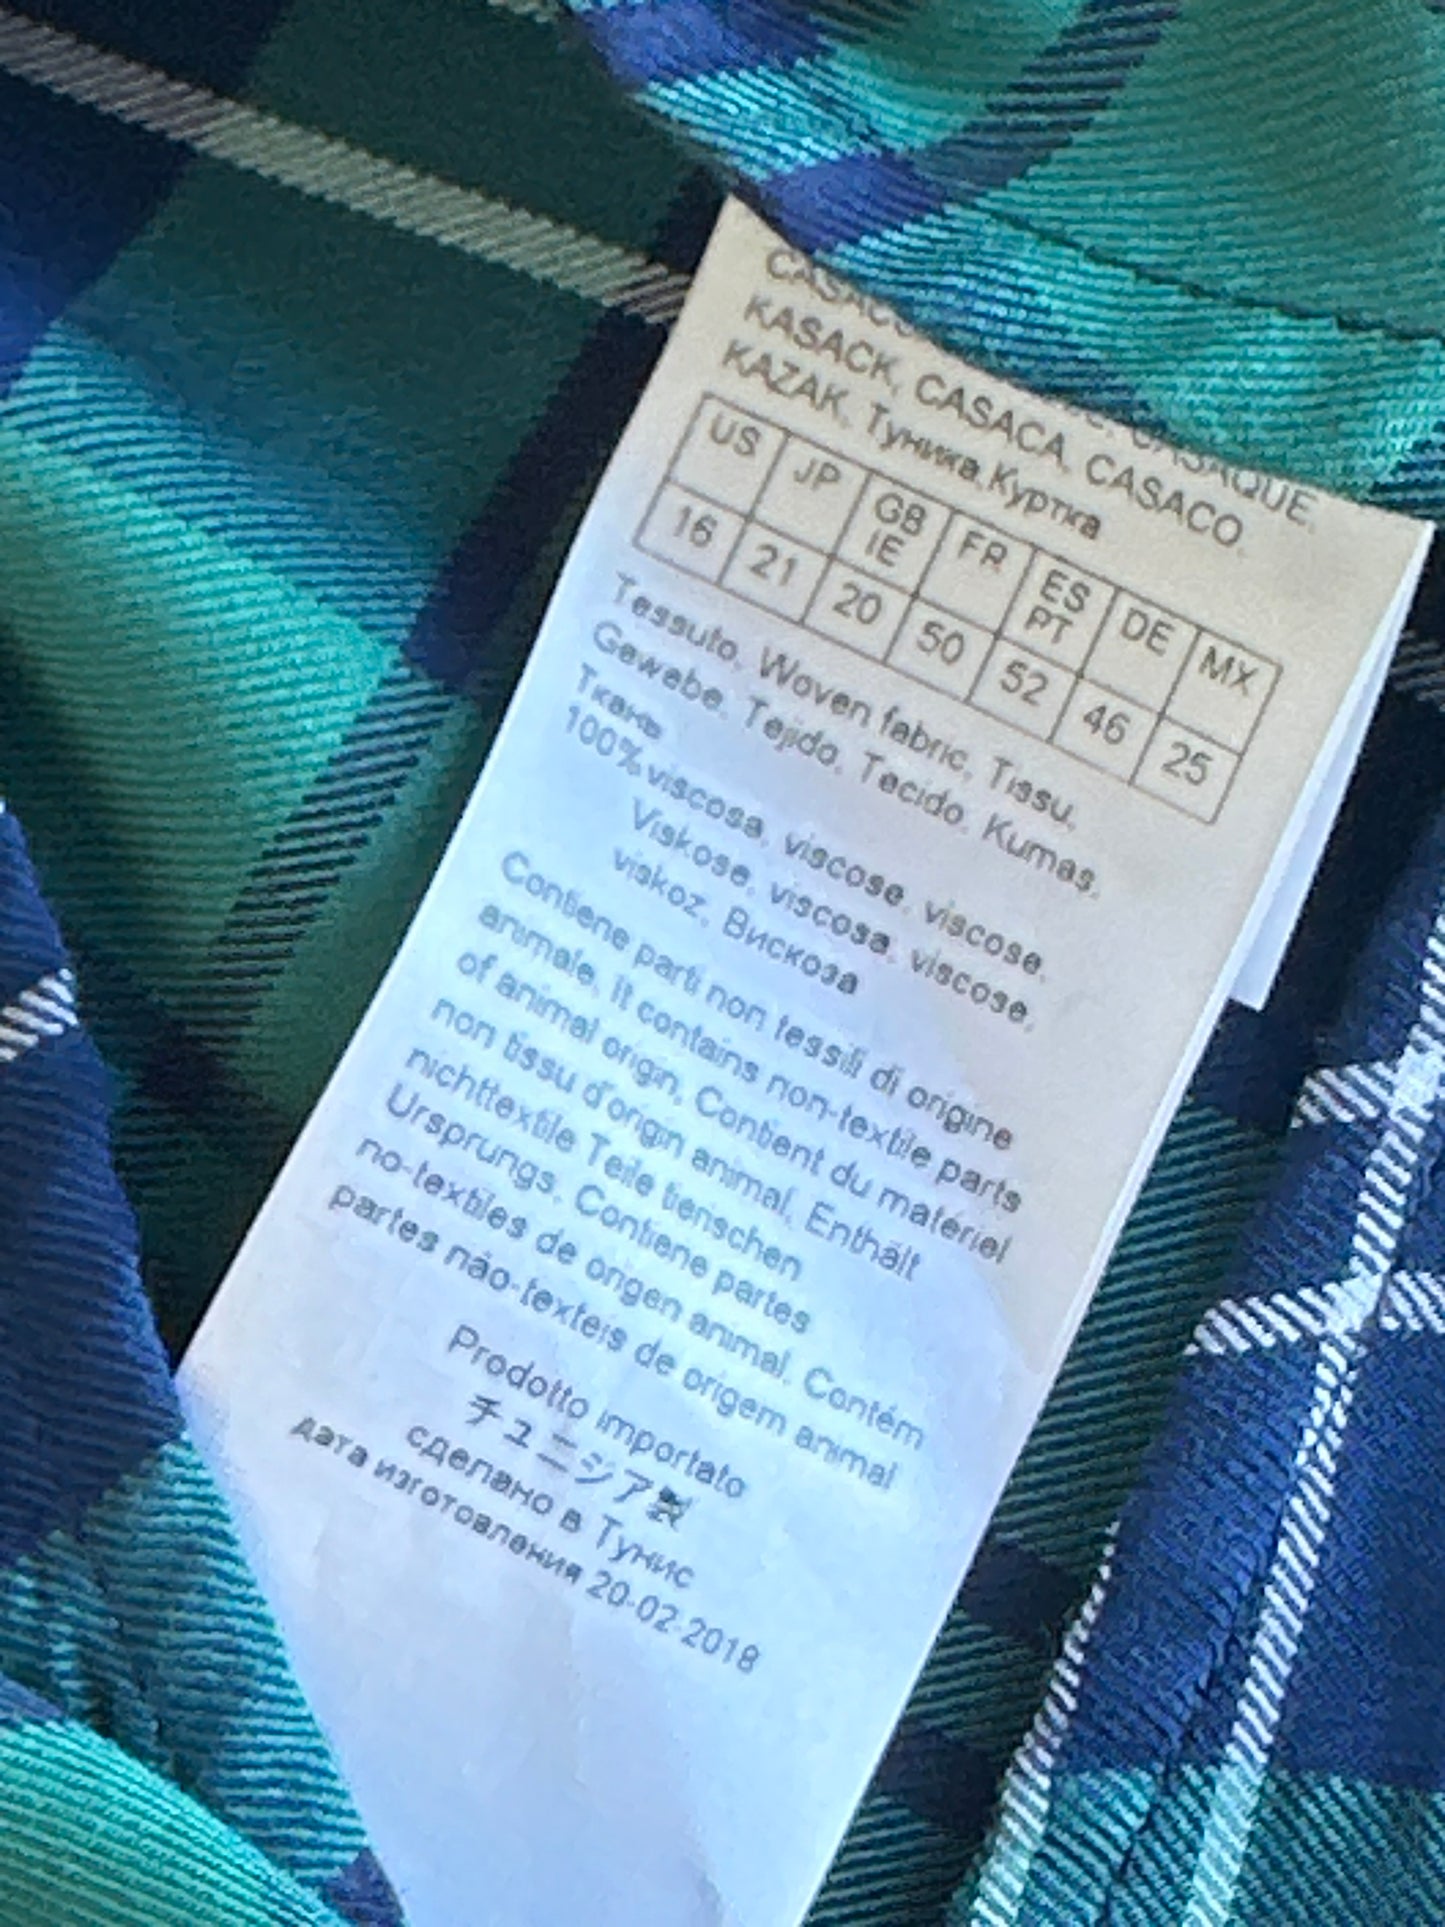 KASACK, CASACA, CASACO,
KAZAK, Туника, Куртка
US JP GB IE FR ES PT DE MX
16 21 20 50 52 46 25
Tessuto, Woven fabric, Tissu,
Gewebe, Tejido, Tecido, Kumas,
Ткань
100% viscosa, viscose, viscose,
Viskose, viscosa, viscose,
viskoz, Вискоза
Contiene parti non tessili di origine
animale, It contains non-textile parts
of animal origin, Contient du matériel
non tissu d'origin animal, Enthält
nichttextile Teile tierischen
Ursprungs, Contiene partes
no-textiles de origen animal, Contém
partes não-texteis de origem animal
Prodotto importato
チュニジア製
сделано в Тунис
дата изготовления 20-02-2018